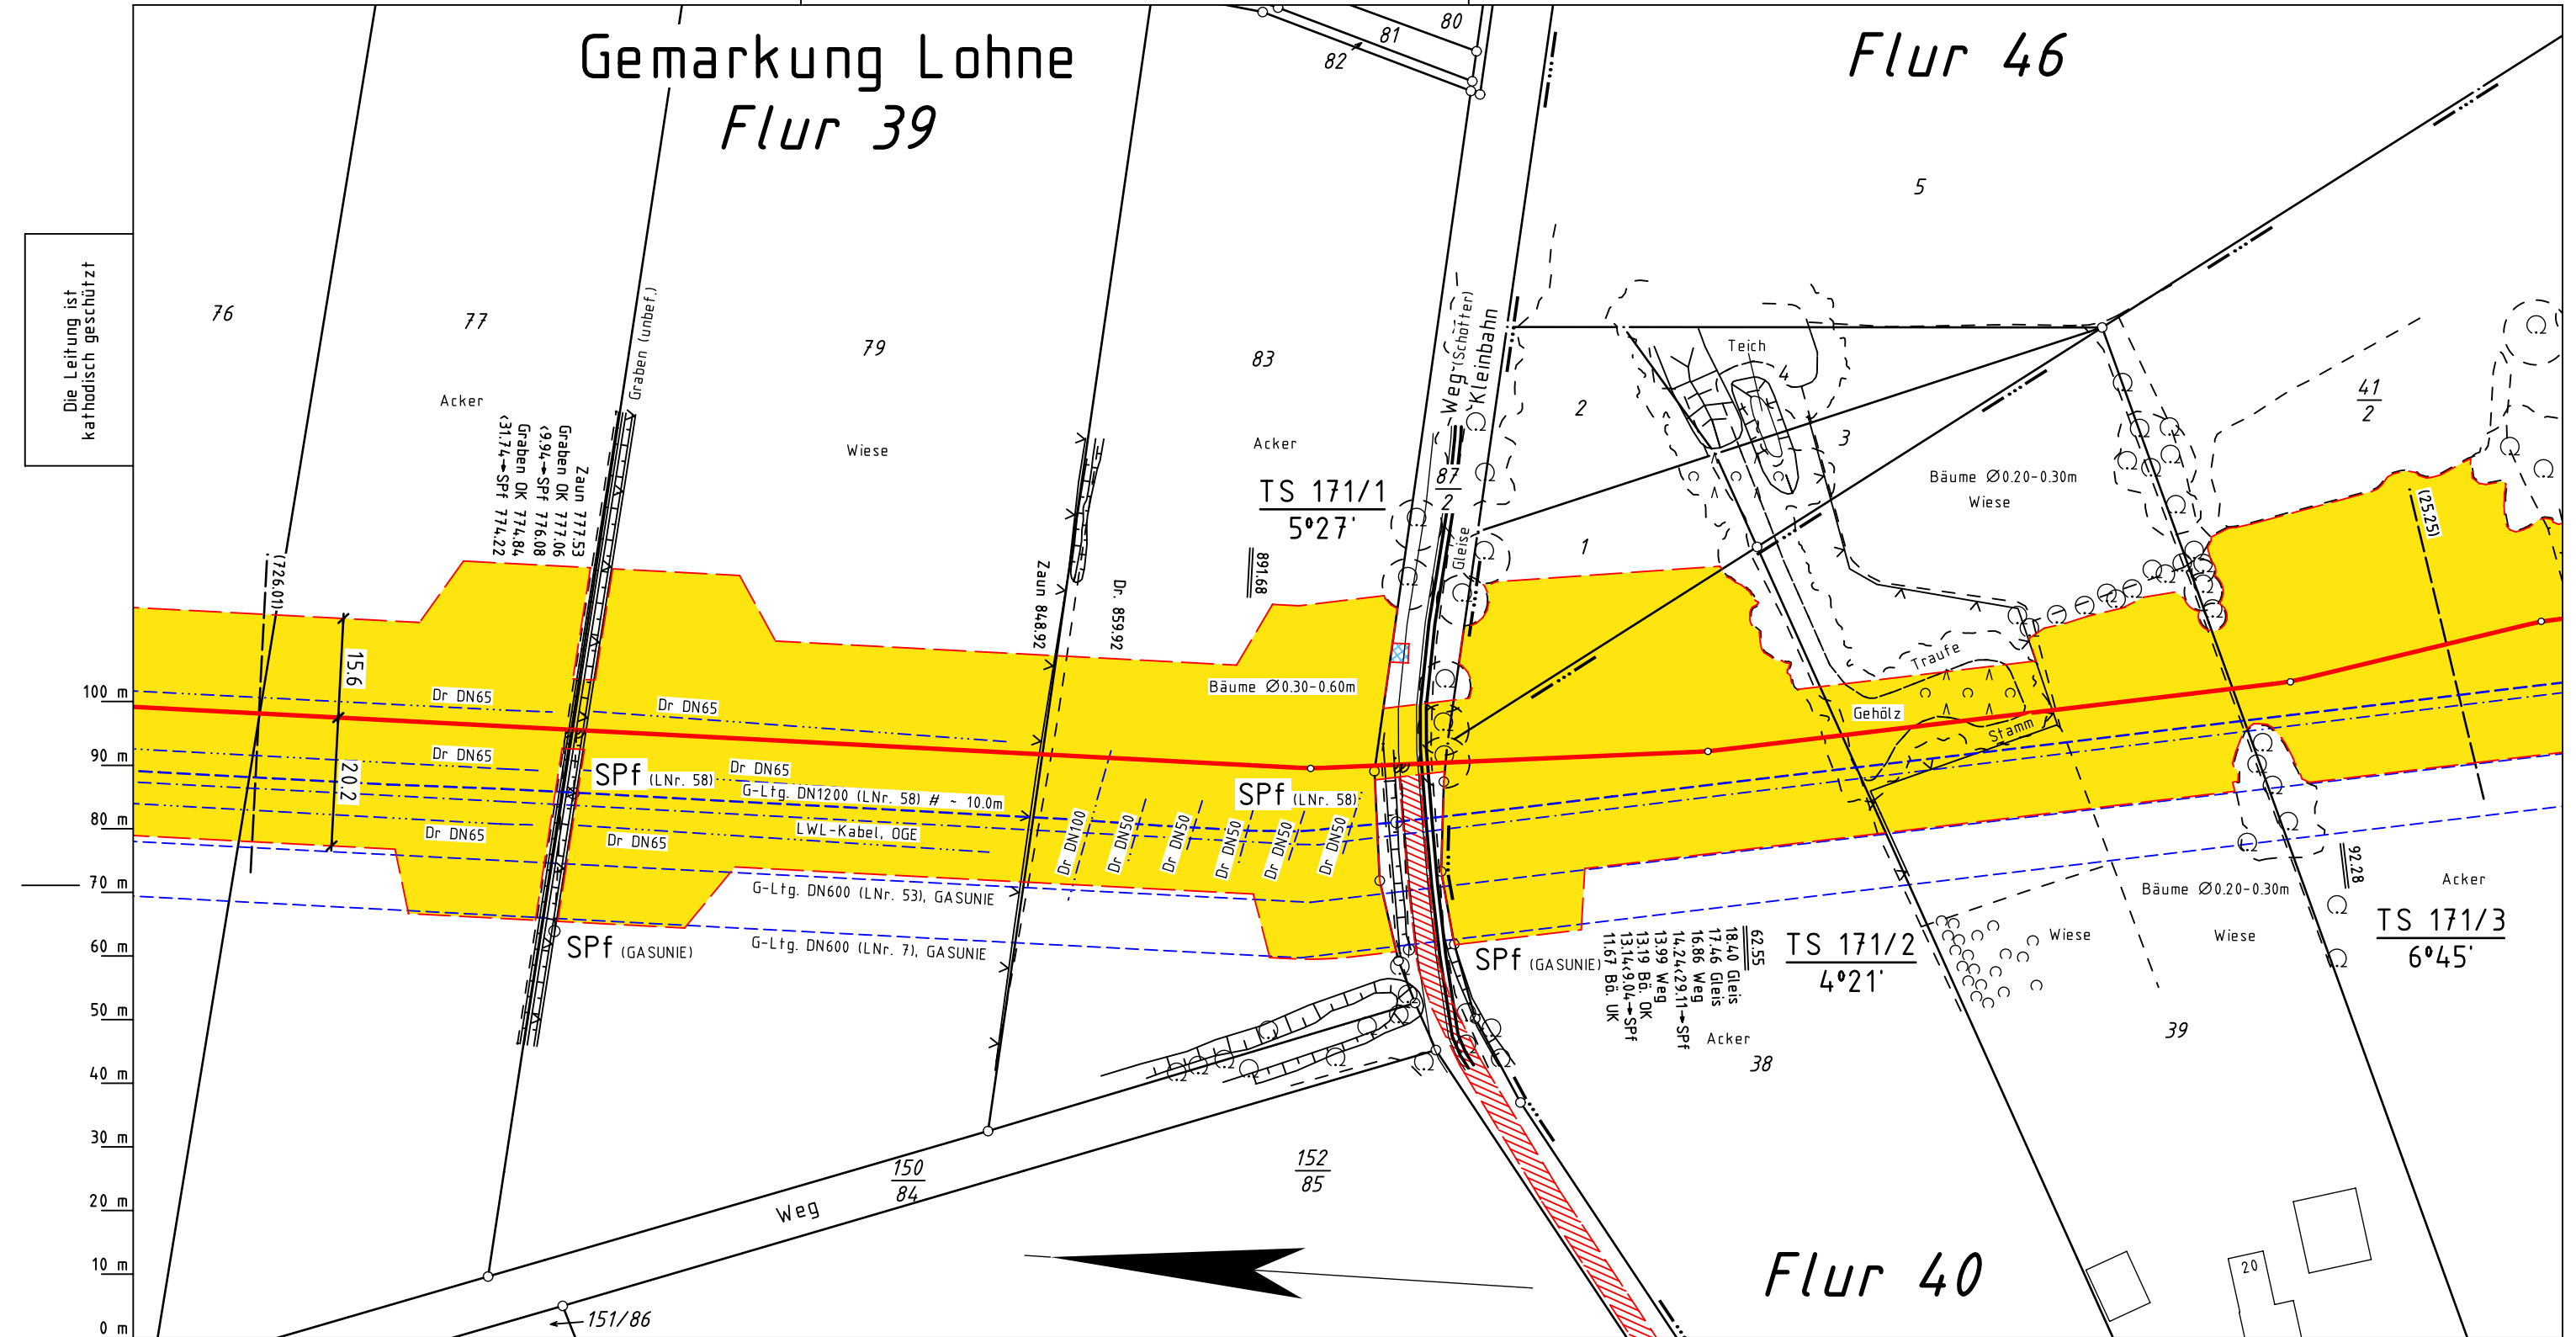 Gemarkung Lohne
Flur 39
Flur 46
80
81
82
5
Die Leitung ist
kathodisch geschützt
76
77
79
83
Acker
Wiese
Acker
Graben (unbef.)
Zaun 777.53
Graben OK 777.06
<9.94→SPf 776.08
Graben OK 774.84
<31.74→SPf 774.22
(726.01)
Zaun 848.92
Dr. 859.92
891.68
TS 171/1
5°27'
87
2
Weg (Schotter)
Kleinbahn
Gleise
Teich
4
2
3
1
Bäume Ø0.20-0.30m
Wiese
41
2
(25.25)
15.6
20.2
Dr DN65
Dr DN65
Dr DN65
Dr DN65
Dr DN65
Dr DN65
Bäume Ø0.30-0.60m
SPf (LNr. 58)
SPf (LNr. 58)
G-Ltg. DN1200 (LNr. 58) # ~ 10.0m
LWL-Kabel, OGE
Dr DN100
Dr DN50
Dr DN50
Dr DN50
Dr DN50
Dr DN50
Traufe
Gehölz
Stamm
G-Ltg. DN600 (LNr. 53), GASUNIE
G-Ltg. DN600 (LNr. 7), GASUNIE
SPf (GASUNIE)
SPf (GASUNIE)
62.55
18.40 Gleis
17.46 Gleis
16.86 Weg
14.24<29.11→SPf
13.99 Weg
13.19 Bö. OK
13.14<9.04→SPf
11.67 Bö. UK
TS 171/2
4°21'
Acker
38
Wiese
Bäume Ø0.20-0.30m
Wiese
39
92.28
Acker
TS 171/3
6°45'
100 m
90 m
80 m
70 m
60 m
50 m
40 m
30 m
20 m
10 m
0 m
150
84
152
85
Weg
151/86
Flur 40
20